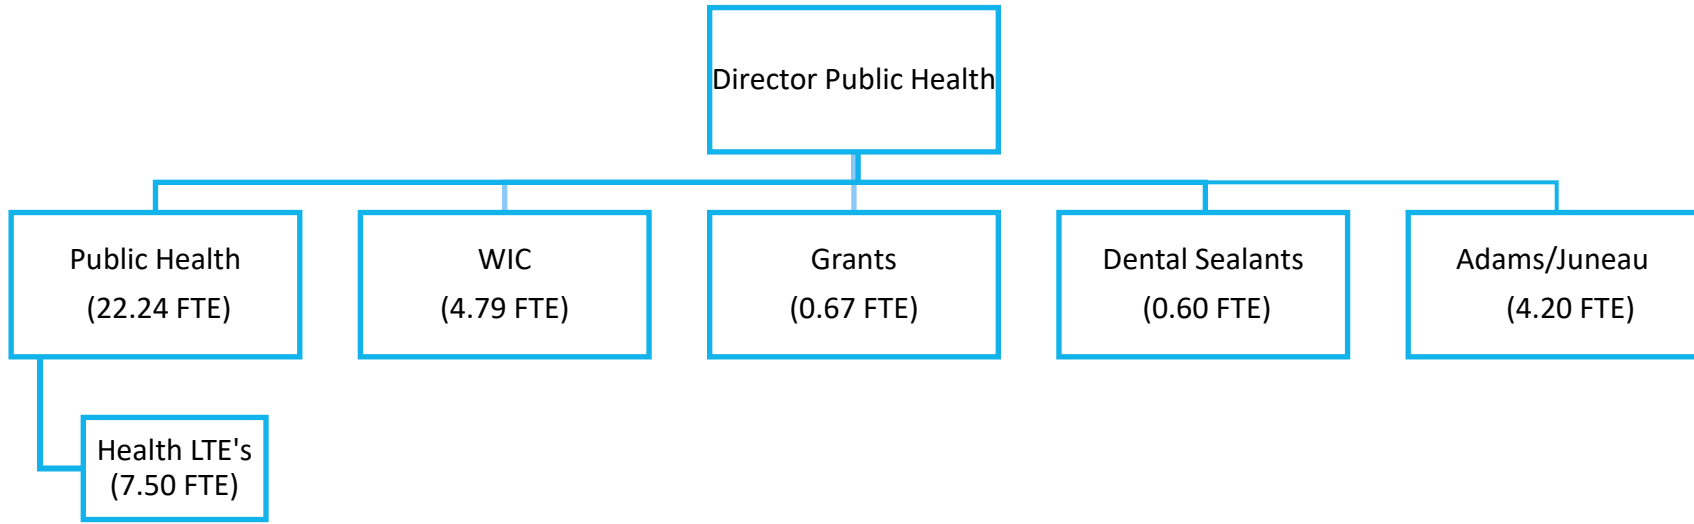 Director Public Health
Public Health
(22.24 FTE)
WIC
(4.79 FTE)
Grants
(0.67 FTE)
Dental Sealants
(0.60 FTE)
Adams/Juneau
(4.20 FTE)
Health LTE's
(7.50 FTE)